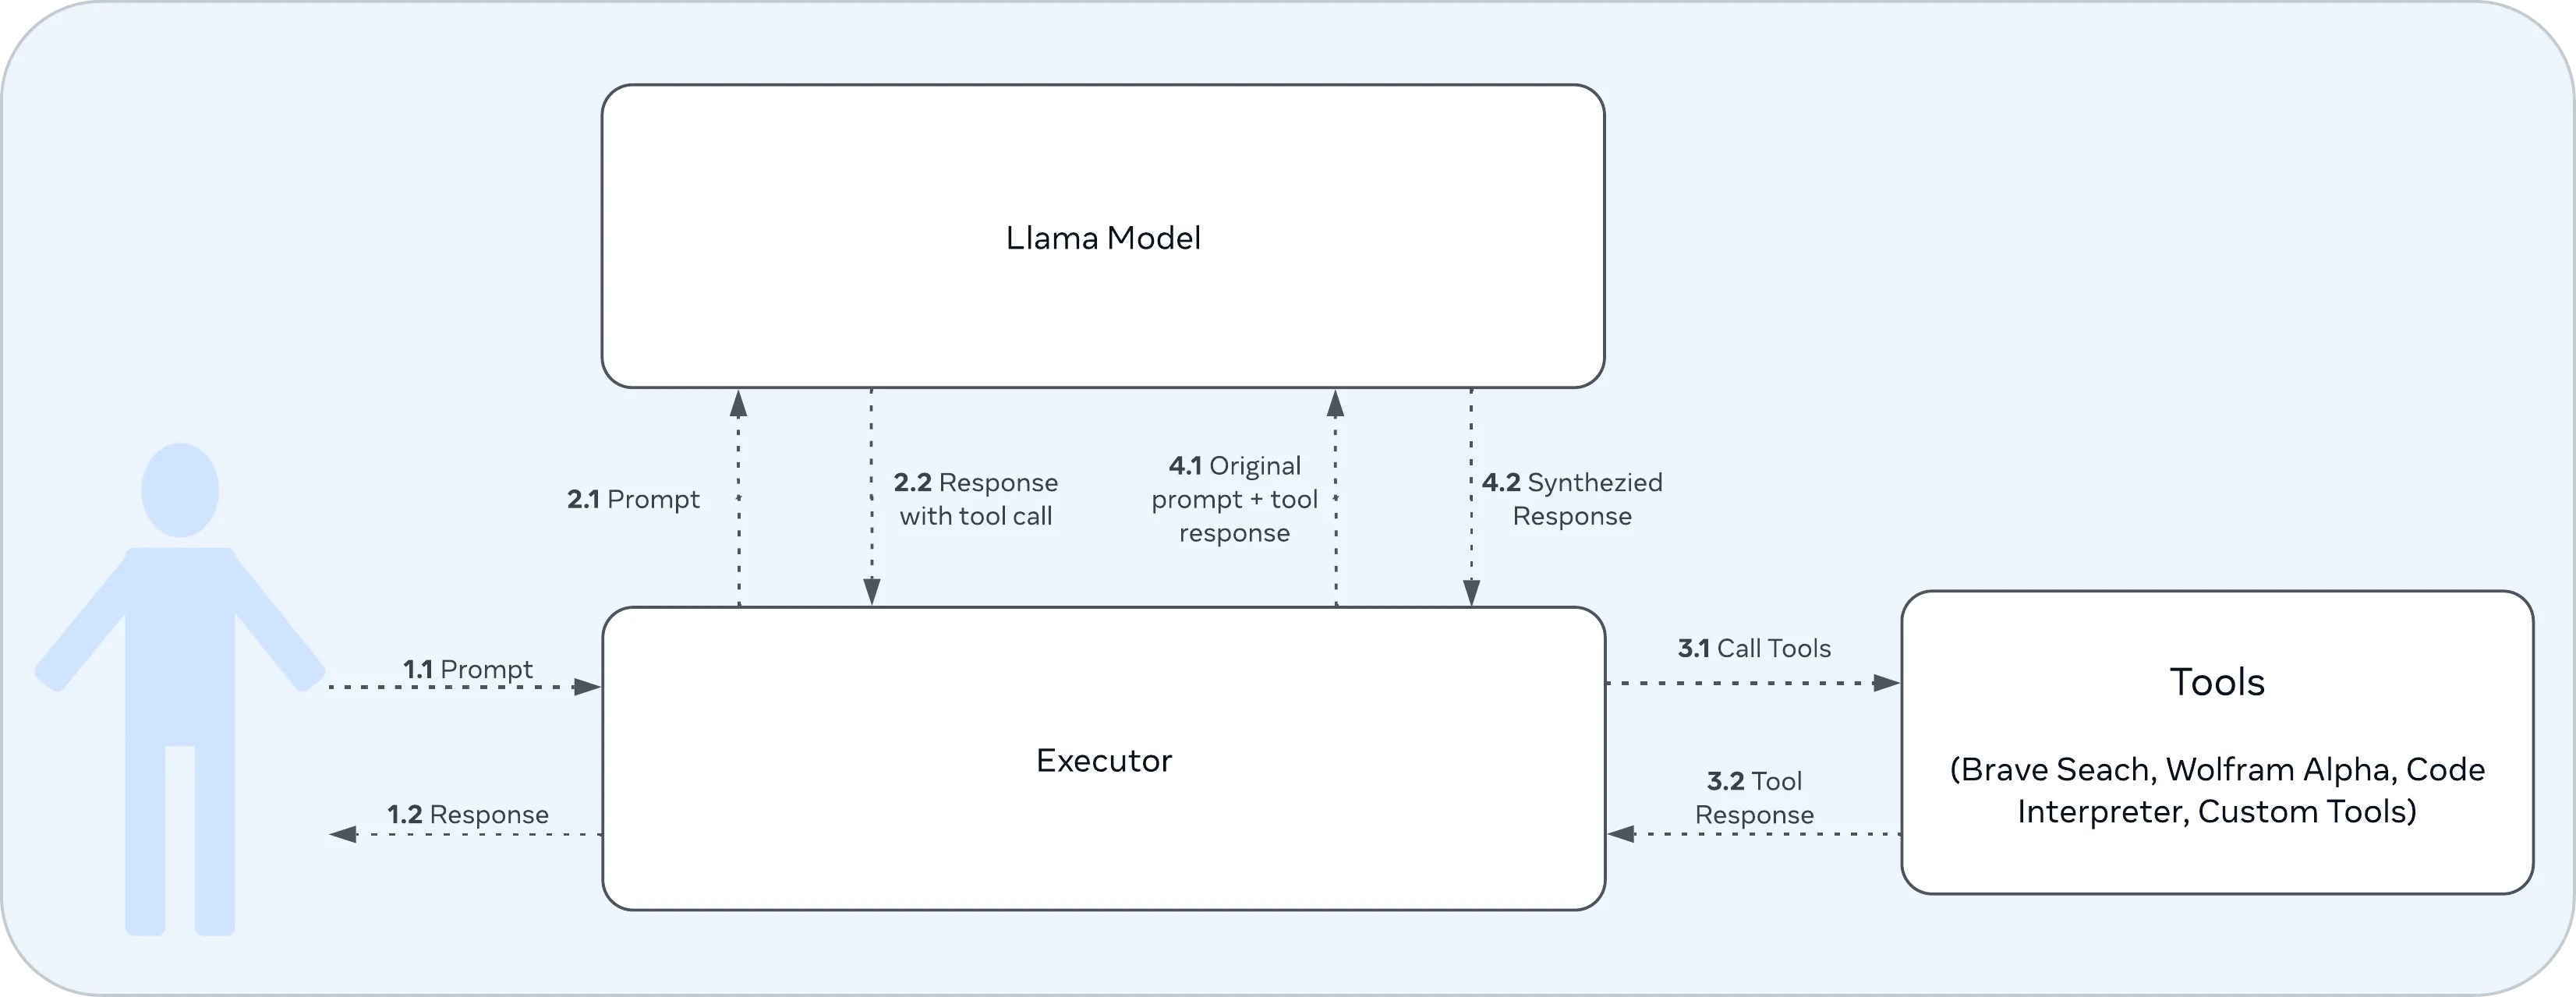 Llama Model
2.1 Prompt
2.2 Response
with tool call
4.1 Original
prompt + tool
response
4.2 Synthezied
Response
1.1 Prompt
1.2 Response
Executor
3.1 Call Tools
3.2 Tool
Response
Tools
(Brave Seach, Wolfram Alpha, Code
Interpreter, Custom Tools)